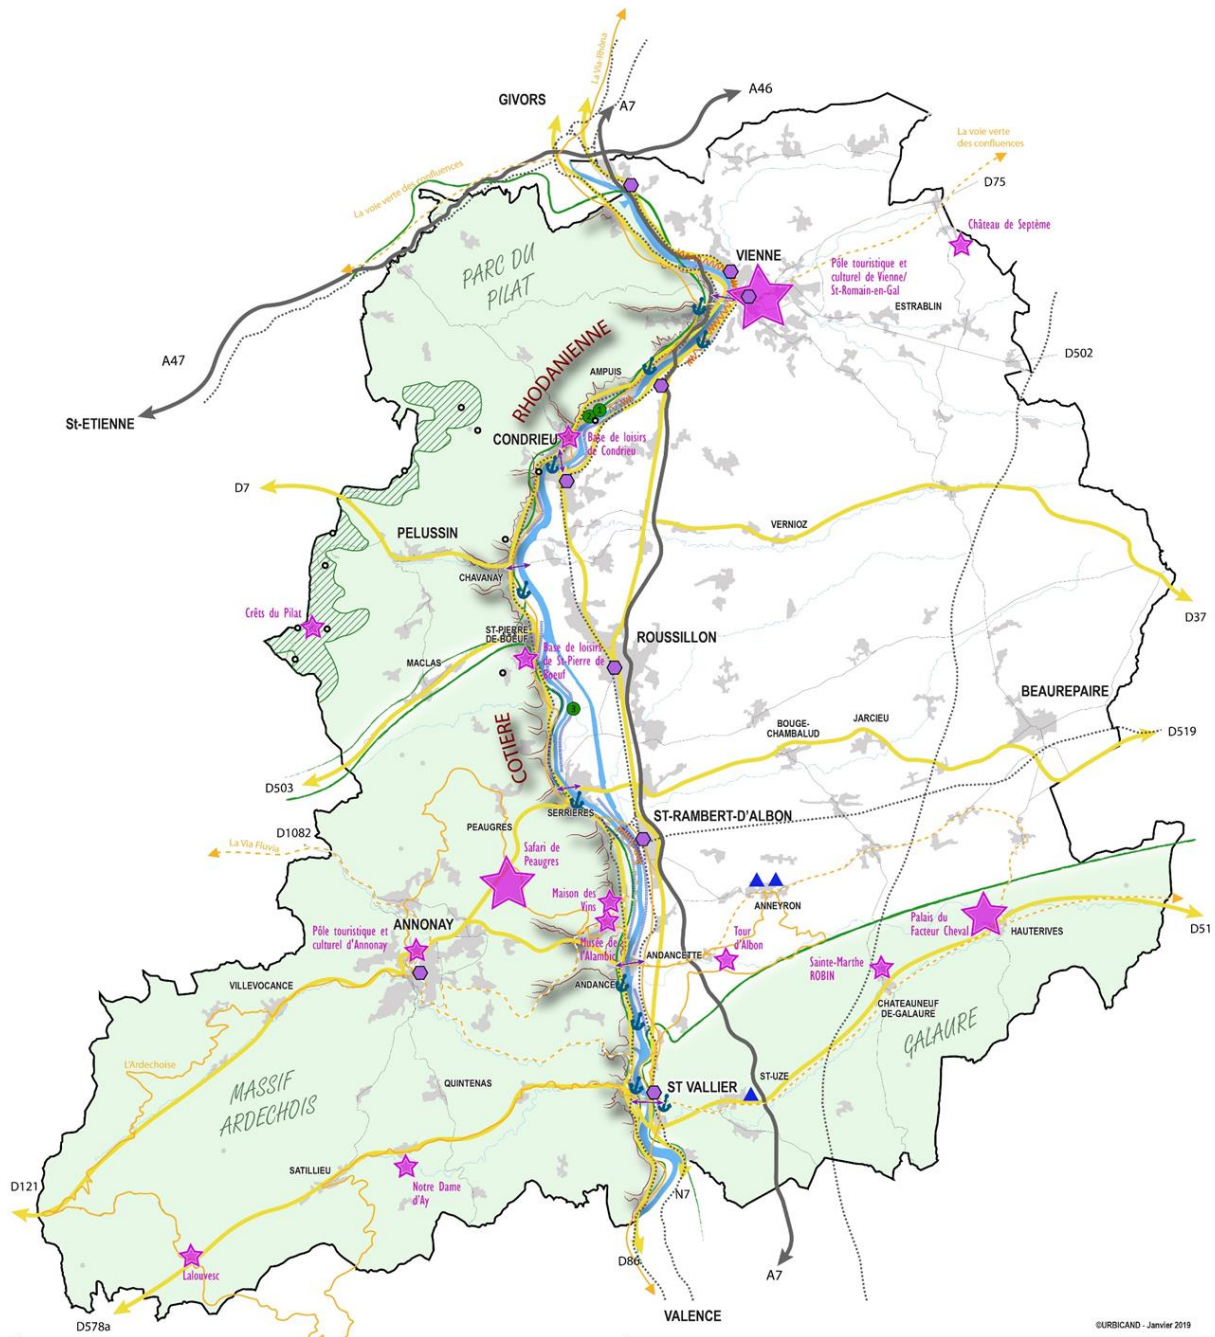 La Via-Rhôna
A46
GIVORS
A7
La voie verte
des confluences
La voie verte des confluences
D75
Château de Septème
PARC DU
PILAT
VIENNE
Pôle touristique et
culturel de Vienne/
St-Romain-en-Gal
ESTRABLIN
A47
D502
RHODANIENNE
AMPUIS
St-ETIENNE
1
2
CONDRIEU
Base de loisirs
de Condrieu
D7
VERNIOZ
PELUSSIN
CHAVANAY
Crêts du Pilat
D37
ST-PIERRE
DE-BOEUF
ROUSSILLON
Base de loisirs
de St-Pierre de
Boeuf
MACLAS
BEAUREPAIRE
3
COTIERE
BOUGE-
CHAMBALUD
JARCIEU
D519
D503
SERRIERES
ST-RAMBERT-D'ALBON
PEAUGRES
D1082
La Via Fluvia
Safari de
Peaugres
Maison des
Vins
ANNEYRON
ANNONAY
Pôle touristique et
culturel d'Annonay
Musée de
l'Alambic
Tour
d'Albon
Palais du
Facteur Cheval
HAUTERIVES
D51
ANDANCETTE
Sainte-Marthe
ROBIN
ANDANCE
VILLEVOCANCE
CHATEAUNEUF
DE-GALAURE
GALAURE
L'Ardechoise
MASSIF
ARDECHOIS
QUINTENAS
ST VALLIER
ST-UZE
SATILLIEU
Notre Dame
d'Ay
D121
N7
Lalouvesc
D86
A7
D578a
VALENCE
©URBICAND - Janvier 2019